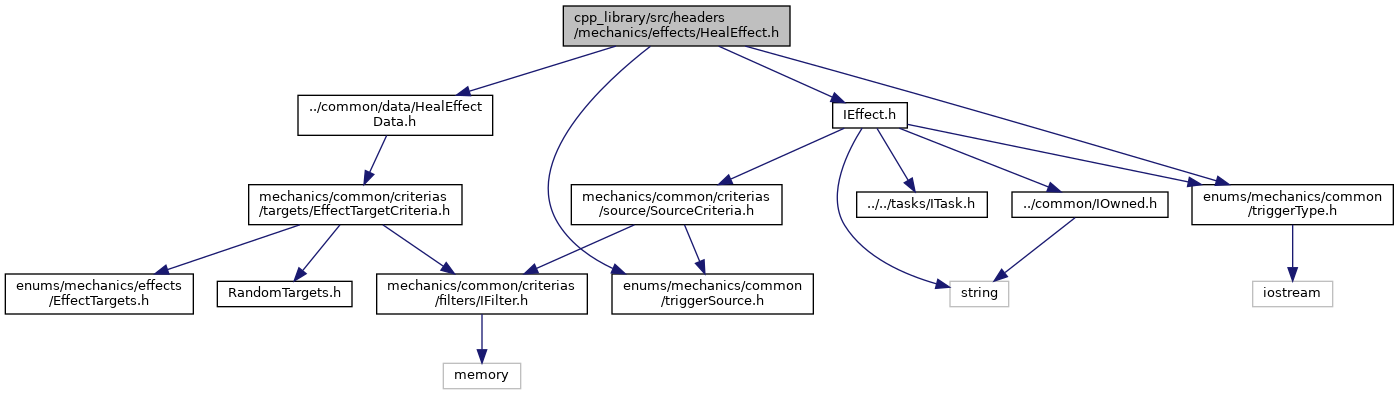 cpp_library/src/headers
/mechanics/effects/HealEffect.h
../common/data/HealEffect
Data.h
IEffect.h
mechanics/common/criterias
/targets/EffectTargetCriteria.h
mechanics/common/criterias
/source/SourceCriteria.h
../../tasks/ITask.h
../common/IOwned.h
enums/mechanics/common
/triggerType.h
enums/mechanics/effects
/EffectTargets.h
RandomTargets.h
mechanics/common/criterias
/filters/IFilter.h
enums/mechanics/common
/triggerSource.h
string
iostream
memory